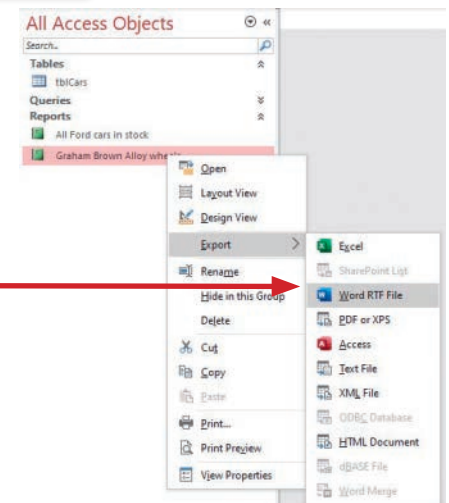 All Access Objects
Search..
Tables
tblCars
Queries
Reports
All Ford cars in stock
Graham Brown Alloy
Open
Layout View
Design View
Export
Rename
Hide in this Group
Delete
Cut
Copy
Paste
Print...
Print Preview
View Properties
Excel
SharePoint List
Word RTF File
PDF or XPS
Access
Text File
XML File
ODBC Database
HTML Document
dBASE File
Word Merge